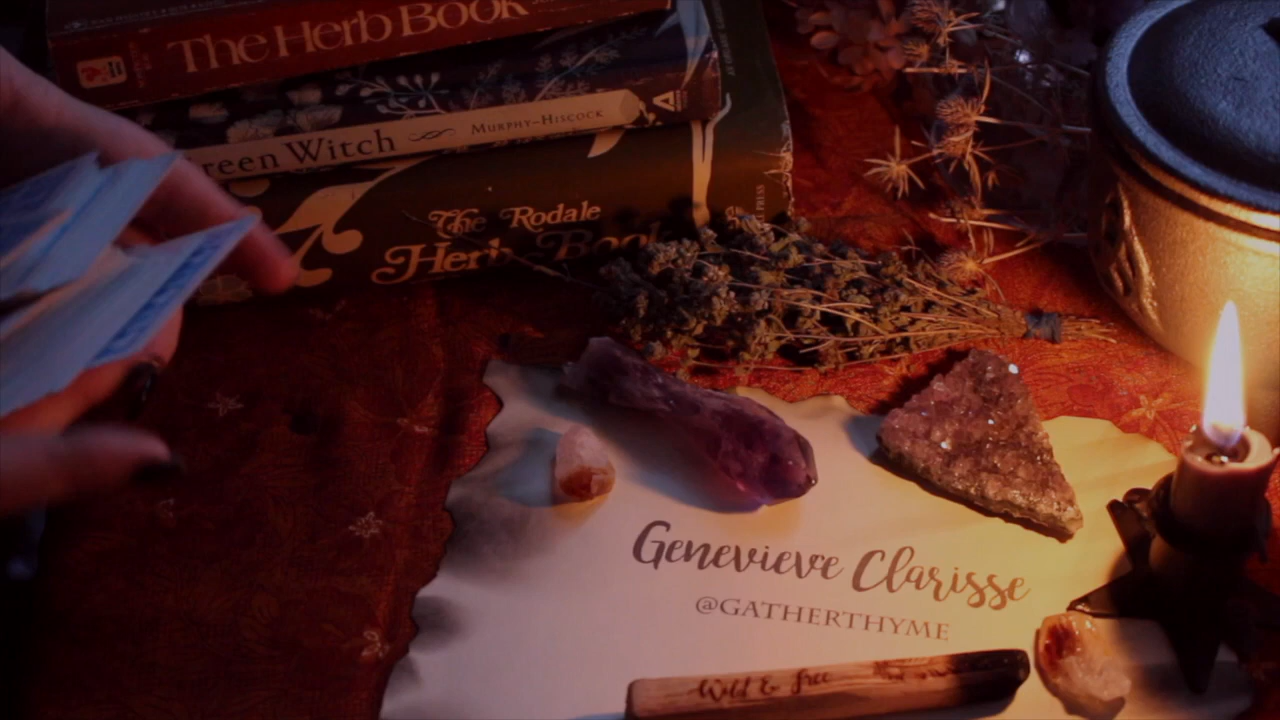 The Herb Book
Green Witch
MURPHY-HISCOCK
A
The Rodale
Herb Book
Genevieve Clarisse
@GATHERTHYME
Wild & free